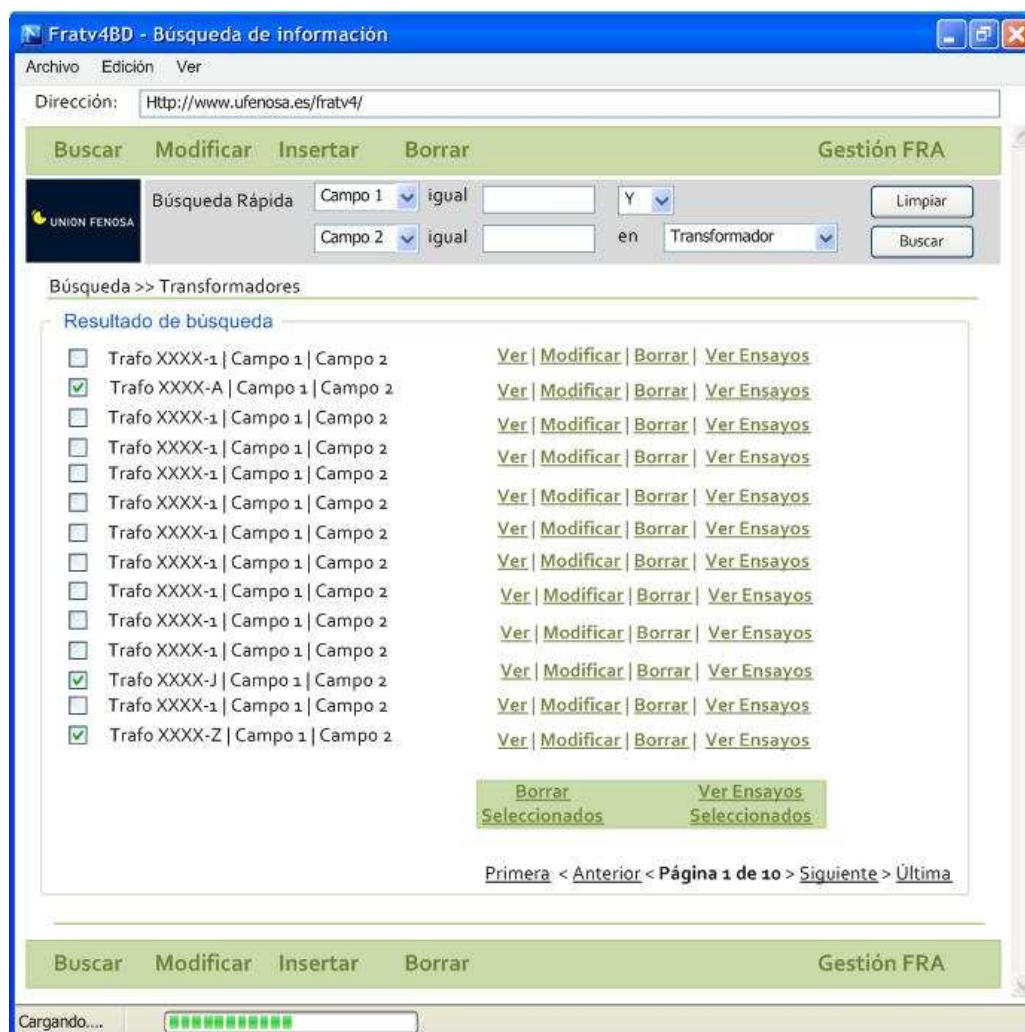 Fratv4BD - Búsqueda de información
Archivo Edición Ver
Dirección: Http://www.ufenosa.es/fratv4/
Buscar Modificar Insertar Borrar Gestión FRA
UNION FENOSA
Búsqueda Rápida Campo 1 igual Y Limpiar
Campo 2 igual en Transformador Buscar
Búsqueda >> Transformadores
Resultado de búsqueda
Trafo XXXX-1 | Campo 1 | Campo 2 Ver | Modificar | Borrar | Ver Ensayos
Trafo XXXX-A | Campo 1 | Campo 2 Ver | Modificar | Borrar | Ver Ensayos
Trafo XXXX-1 | Campo 1 | Campo 2 Ver | Modificar | Borrar | Ver Ensayos
Trafo XXXX-1 | Campo 1 | Campo 2 Ver | Modificar | Borrar | Ver Ensayos
Trafo XXXX-1 | Campo 1 | Campo 2
Trafo XXXX-1 | Campo 1 | Campo 2 Ver | Modificar | Borrar | Ver Ensayos
Trafo XXXX-1 | Campo 1 | Campo 2 Ver | Modificar | Borrar | Ver Ensayos
Trafo XXXX-1 | Campo 1 | Campo 2 Ver | Modificar | Borrar | Ver Ensayos
Trafo XXXX-1 | Campo 1 | Campo 2 Ver | Modificar | Borrar | Ver Ensayos
Trafo XXXX-1 | Campo 1 | Campo 2 Ver | Modificar | Borrar | Ver Ensayos
Trafo XXXX-1 | Campo 1 | Campo 2
Trafo XXXX-J | Campo 1 | Campo 2 Ver | Modificar | Borrar | Ver Ensayos
Trafo XXXX-1 | Campo 1 | Campo 2 Ver | Modificar | Borrar | Ver Ensayos
Trafo XXXX-Z | Campo 1 | Campo 2 Ver | Modificar | Borrar | Ver Ensayos
Borrar Seleccionados Ver Ensayos Seleccionados
Primera < Anterior < Página 1 de 10 > Siguiente > Última
Buscar Modificar Insertar Borrar Gestión FRA
Cargando....